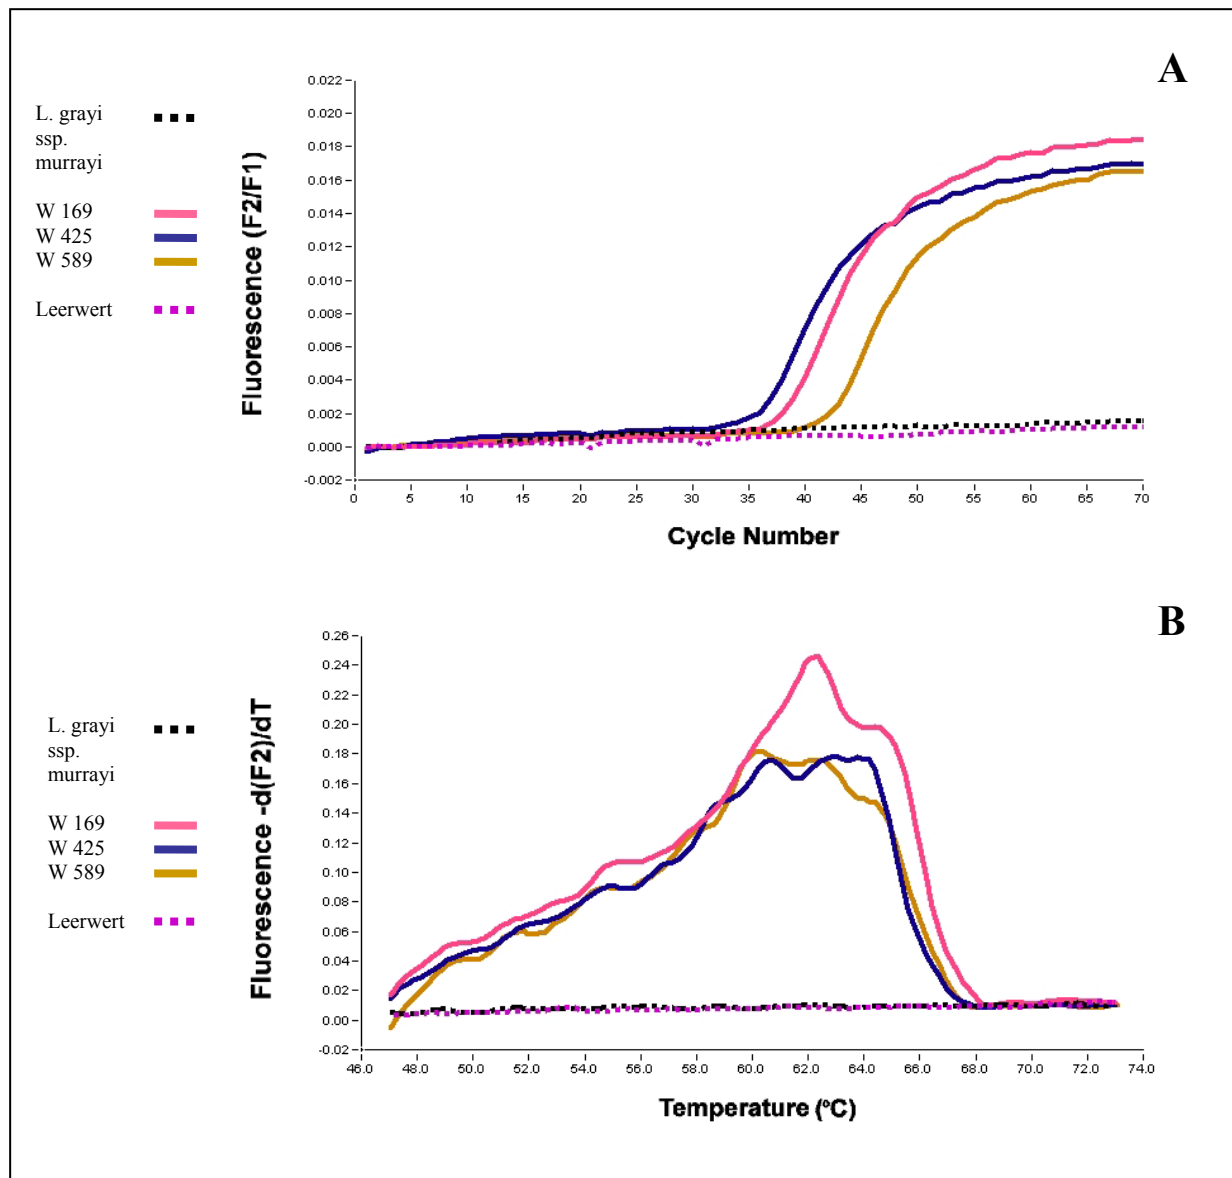 A
L. grayi
ssp.
murrayi
W 169
W 425
W 589
Leerwert
Fluorescence (F2/F1)
0.022
0.020
0.018
0.016
0.014
0.012
0.010
0.008
0.006
0.004
0.002
0.000
-0.002
0 5 10 15 20 25 30 35 40 45 50 55 60 65 70
Cycle Number
B
L. grayi
ssp.
murrayi
W 169
W 425
W 589
Leerwert
Fluorescence -d(F2)/dT
0.26
0.24
0.22
0.20
0.18
0.16
0.14
0.12
0.10
0.08
0.06
0.04
0.02
0.00
-0.02
46.0 48.0 50.0 52.0 54.0 56.0 58.0 60.0 62.0 64.0 66.0 68.0 70.0 72.0 74.0
Temperature (ºC)